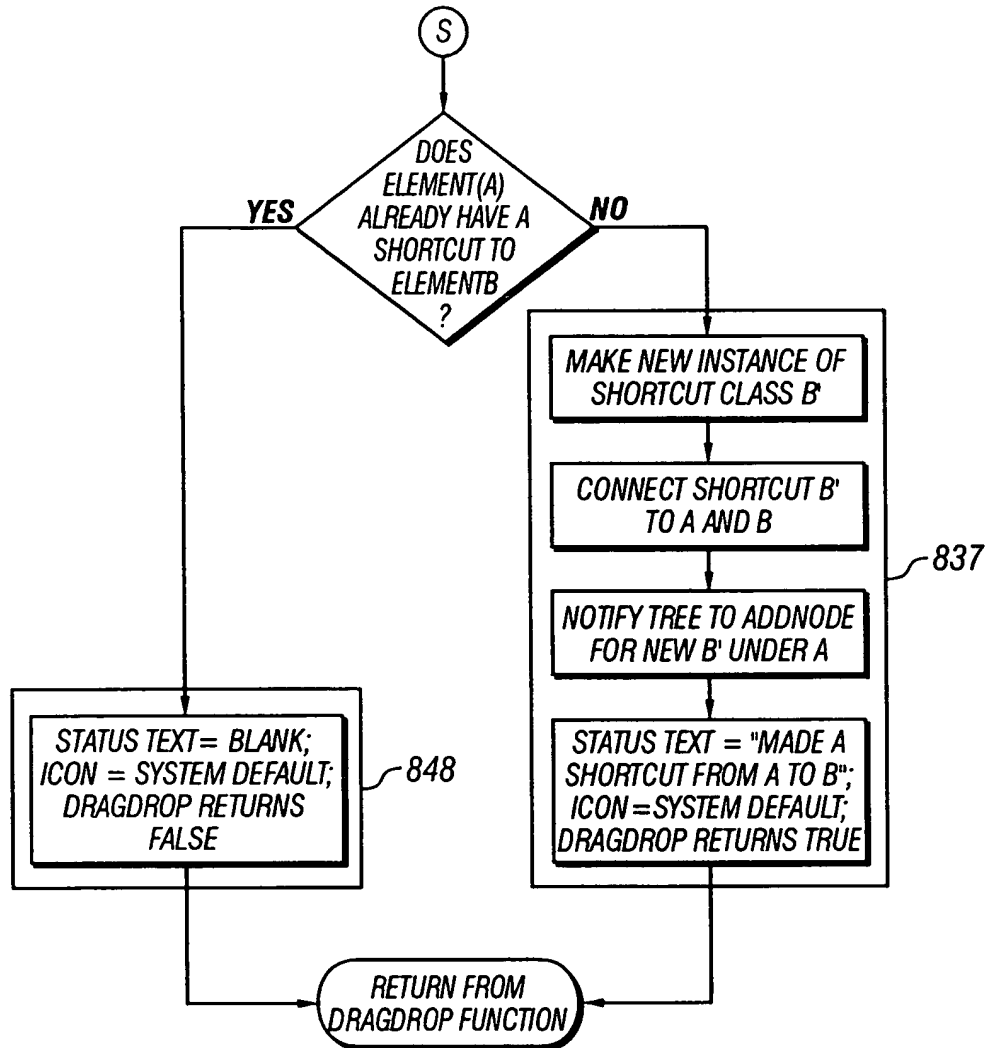 S
DOES
ELEMENT(A)
ALREADY HAVE A
SHORTCUT TO
ELEMENTB
?
YES
NO
MAKE NEW INSTANCE OF
SHORTCUT CLASS B'
CONNECT SHORTCUT B'
TO A AND B
NOTIFY TREE TO ADDNODE
FOR NEW B' UNDER A
STATUS TEXT = "MADE A
SHORTCUT FROM A TO B";
ICON =SYSTEM DEFAULT;
DRAGDROP RETURNS TRUE
837
STATUS TEXT= BLANK;
ICON = SYSTEM DEFAULT;
DRAGDROP RETURNS
FALSE
848
RETURN FROM
DRAGDROP FUNCTION